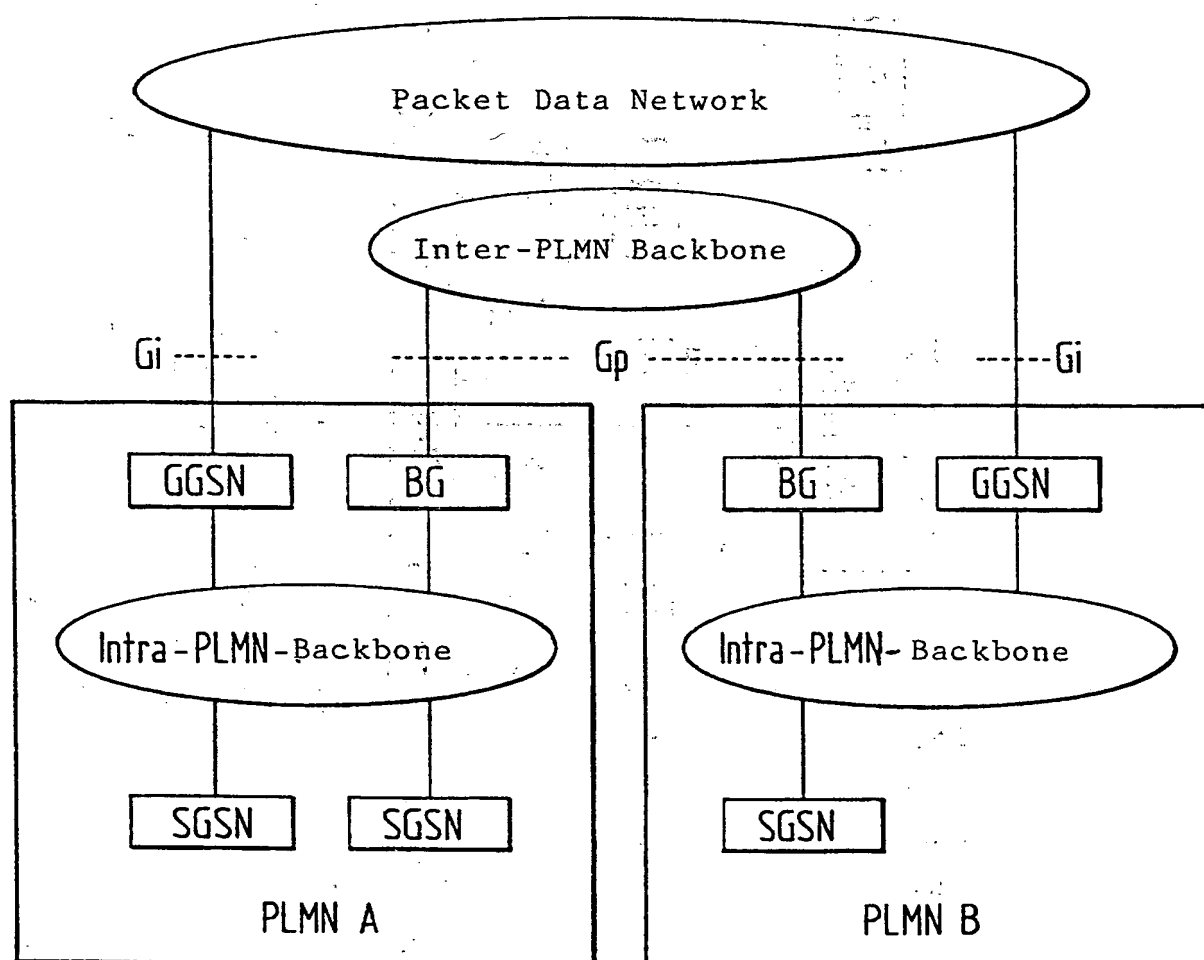 Packet Data Network
Inter-PLMN Backbone
Gi
Gp
Gi
GGSN
BG
BG
GGSN
Intra-PLMN-Backbone
Intra-PLMN-Backbone
SGSN
SGSN
SGSN
PLMN A
PLMN B